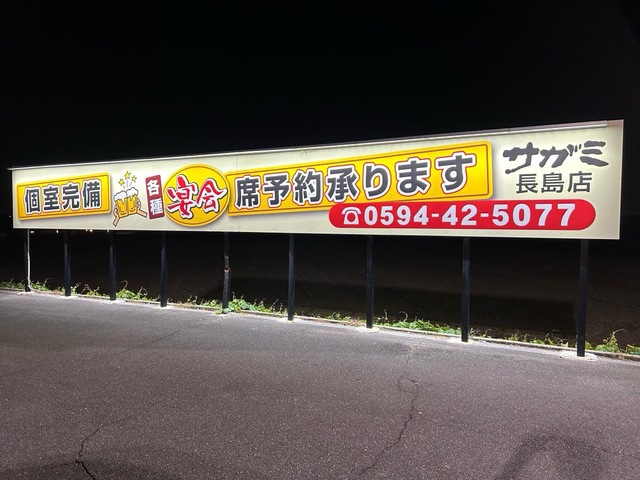 個室完備
各種
宴会
席予約承ります
サガミ
長島店
☎0594-42-5077